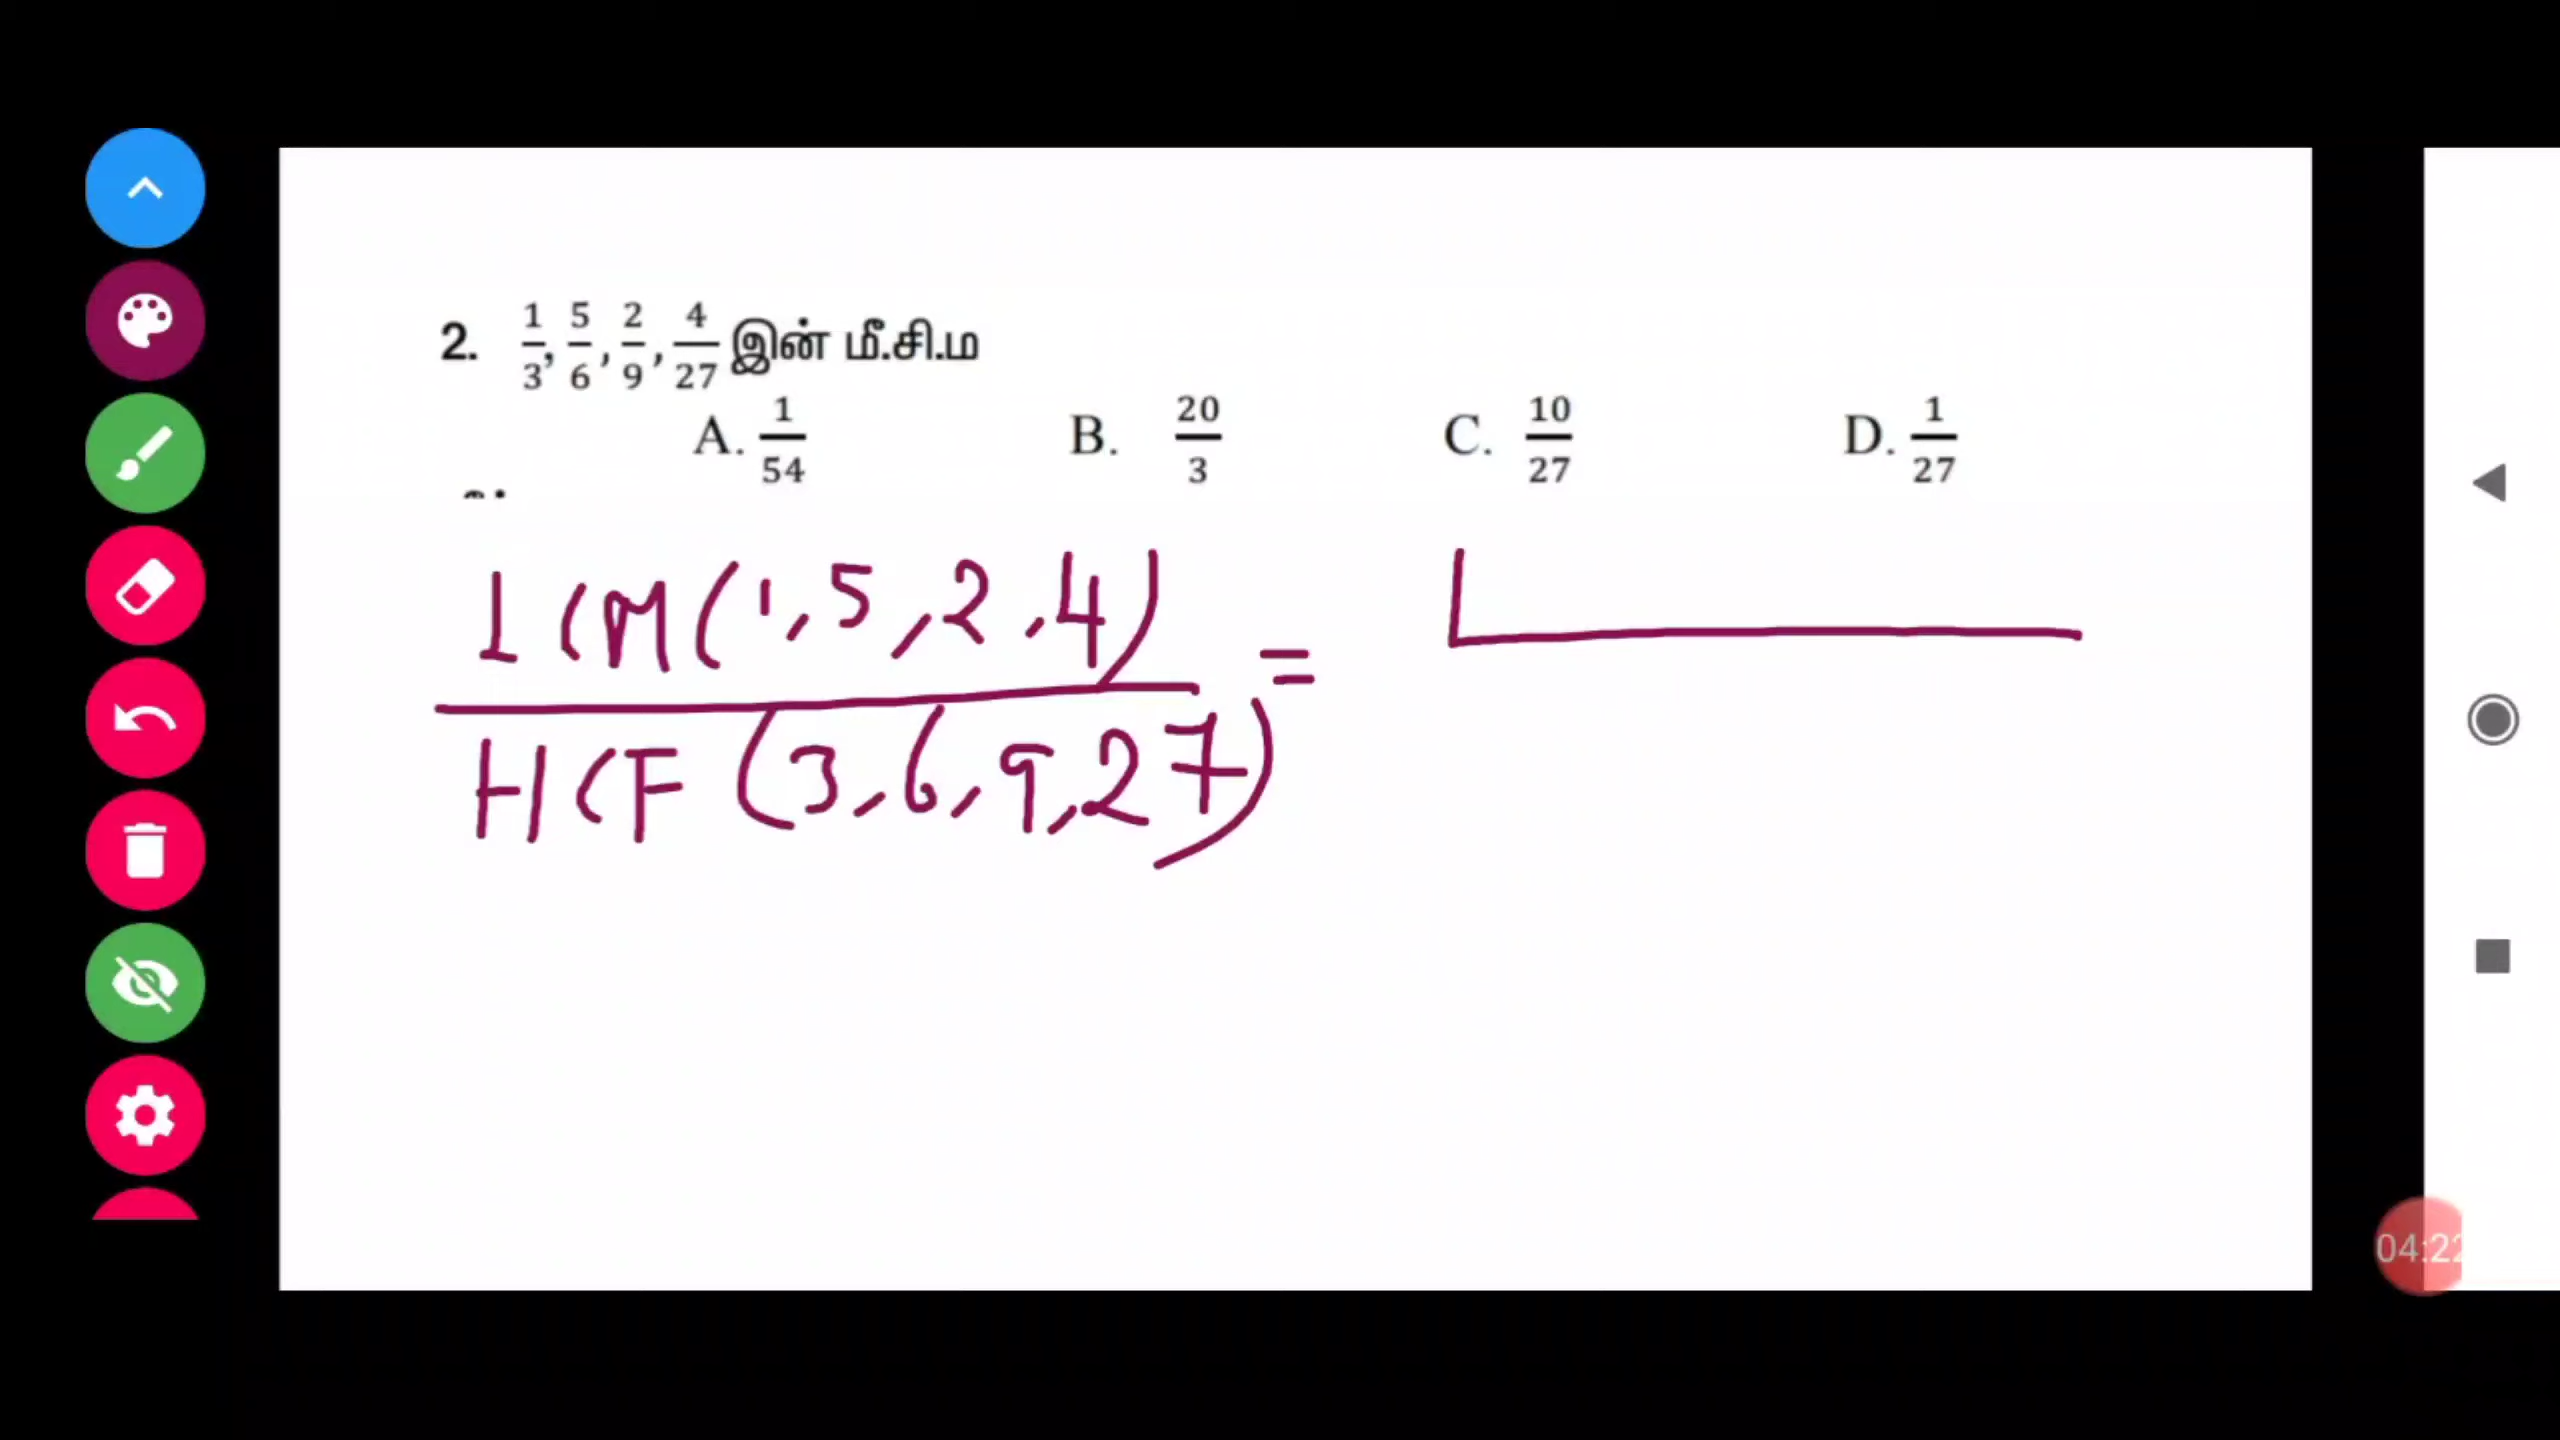 2. 1/3, 5/6, 2/9, 4/27 இன் மீ.சி.ம
A. 1/54 B. 20/3 C. 10/27 D. 1/27
LCM(1,5,2,4)
=
HCF (3,6,9,27)
04:22